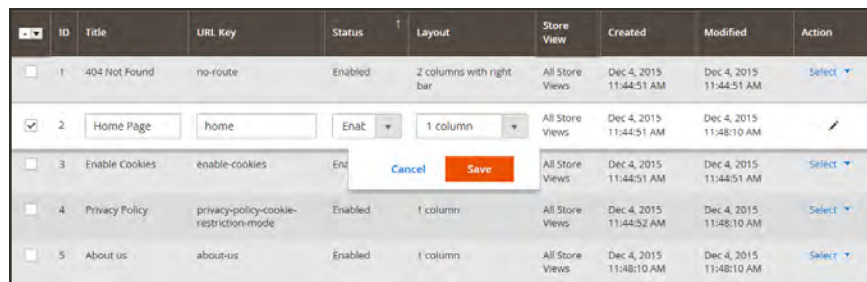 ID Title URL Key Status ↑ Layout Store View Created Modified Action
1 404 Not Found no-route Enabled 2 columns with right bar All Store Views Dec 4, 2015 11:44:51 AM Dec 4, 2015 11:44:51 AM Select
2 Home Page home Enab 1 column All Store Views Dec 4, 2015 11:44:51 AM Dec 4, 2015 11:48:10 AM
3 Enable Cookies enable-cookies Ena All Store Views Dec 4, 2015 11:44:51 AM Dec 4, 2015 11:44:51 AM Select
Cancel Save
4 Privacy Policy privacy-policy-cookie-restriction-mode Enabled 1 column All Store Views Dec 4, 2015 11:44:52 AM Dec 4, 2015 11:48:10 AM Select
5 About us about-us Enabled 1 column All Store Views Dec 4, 2015 11:48:10 AM Dec 4, 2015 11:48:10 AM Select